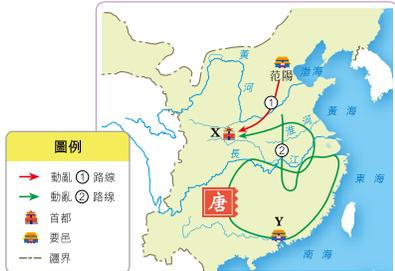 黃
河
范陽
渤海
①
黃海
X
淮河
②
長
江
東海
唐
Y
南海
圖例
動亂①路線
動亂②路線
首都
要邑
疆界